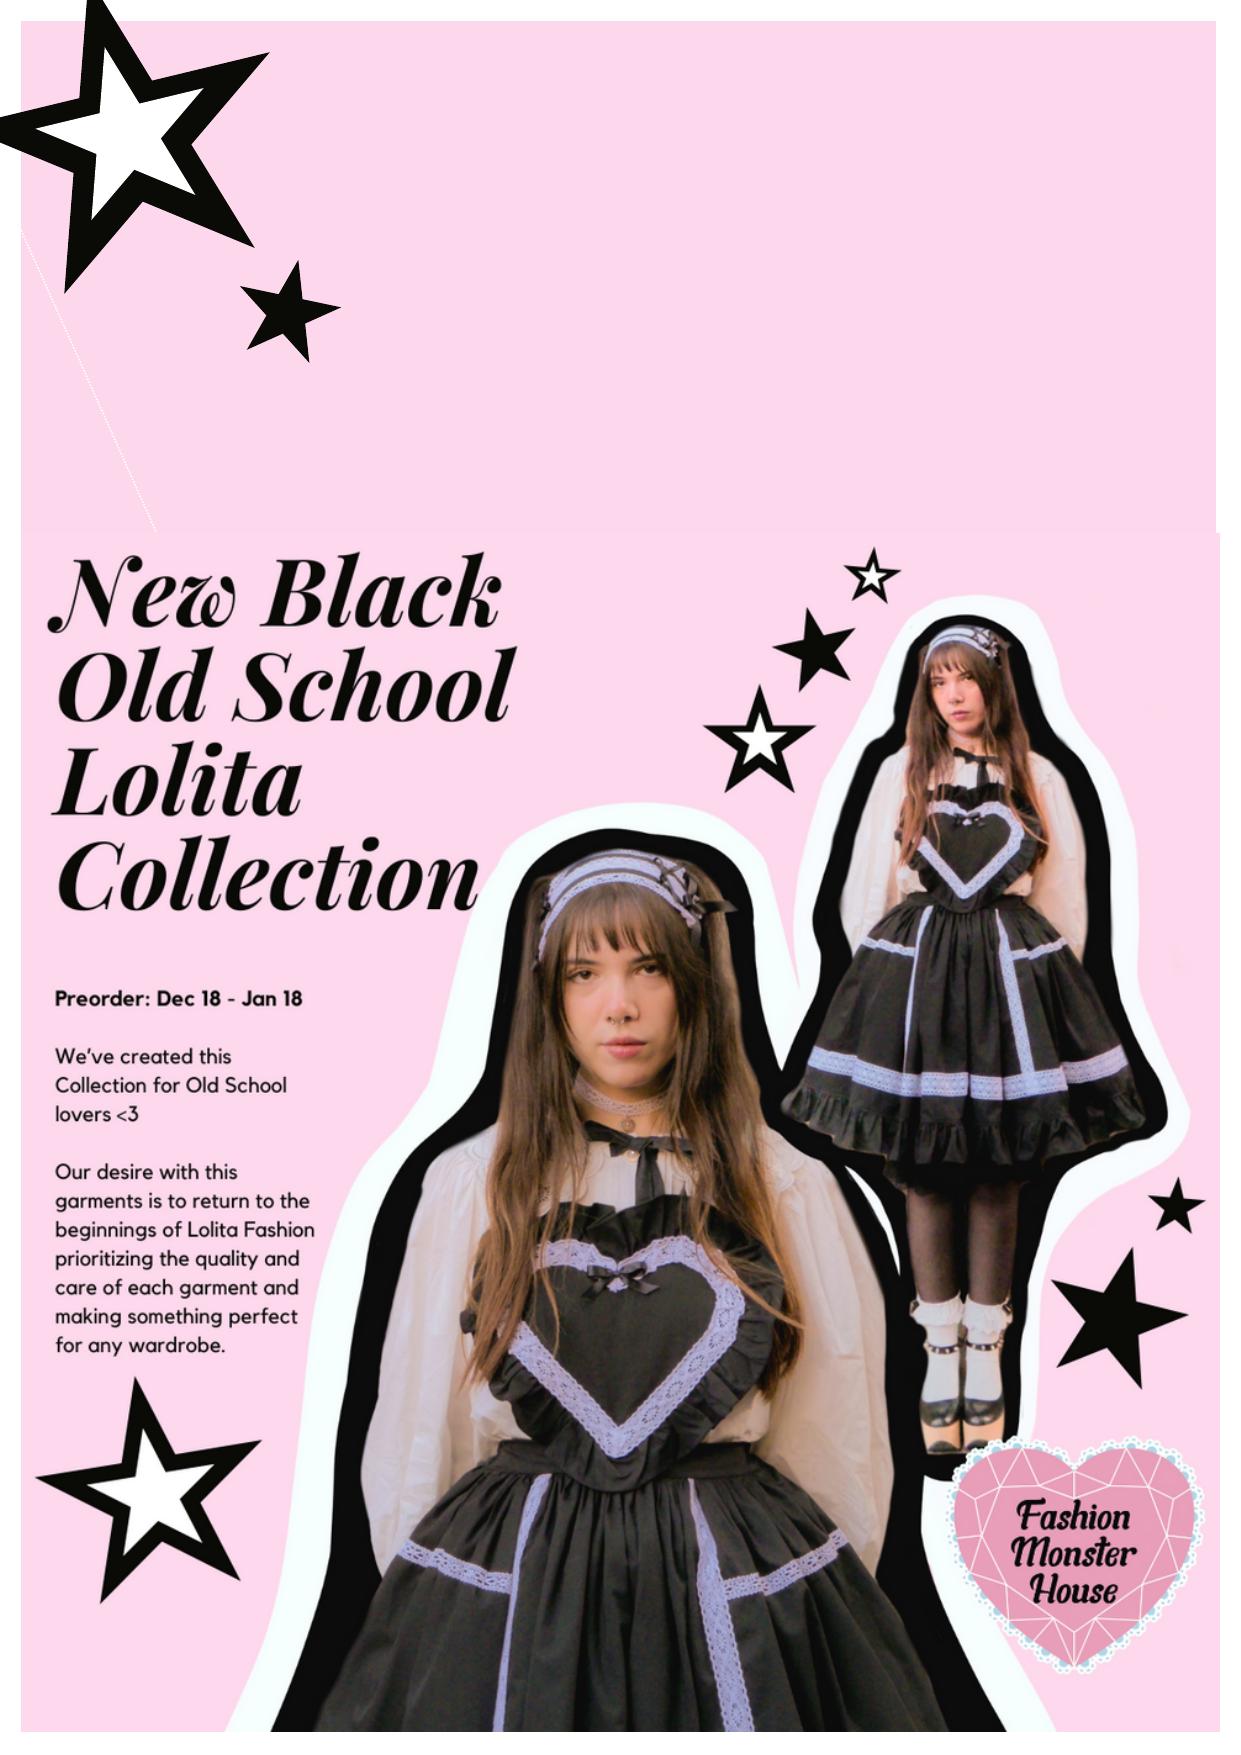 New Black
Old School
Lolita
Collection
Preorder: Dec 18 - Jan 18
We've created this
Collection for Old School
lovers <3
Our desire with this
garments is to return to the
beginnings of Lolita Fashion
prioritizing the quality and
care of each garment and
making something perfect
for any wardrobe.
Fashion
Monster
House